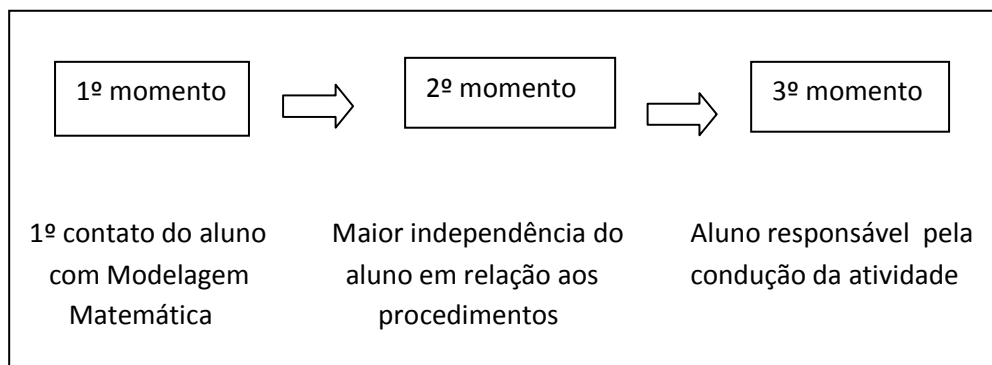 1º momento
2º momento
3º momento
1º contato do aluno
com Modelagem
Matemática
Maior independência do
aluno em relação aos
procedimentos
Aluno responsável pela
condução da atividade